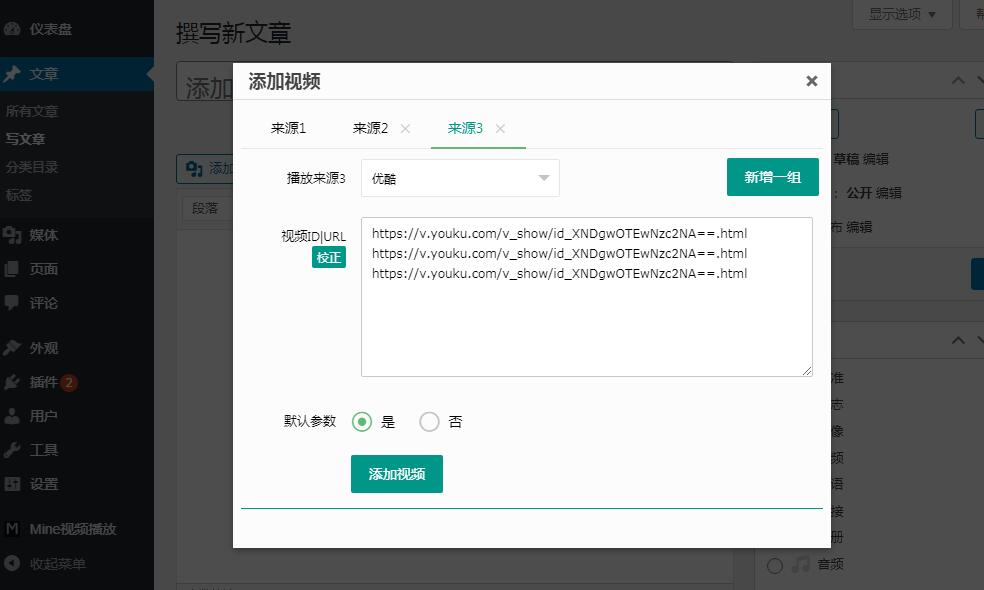 仪表盘
文章
所有文章
写文章
分类目录
标签
媒体
页面
评论
外观
插件 2
用户
工具
设置
Mine视频播放
收起菜单
显示选项
撰写新文章
添加
添加
段落
添加视频
来源1
来源2
来源3
播放来源3
优酷
新增一组
视频ID|URL
校正
https://v.youku.com/v_show/id_XNDgwOTEwNzc2NA==.html
https://v.youku.com/v_show/id_XNDgwOTEwNzc2NA==.html
https://v.youku.com/v_show/id_XNDgwOTEwNzc2NA==.html
默认参数
是
否
添加视频
草稿 编辑
：公开 编辑
布 编辑
准
志
像
频
语
接
册
音频